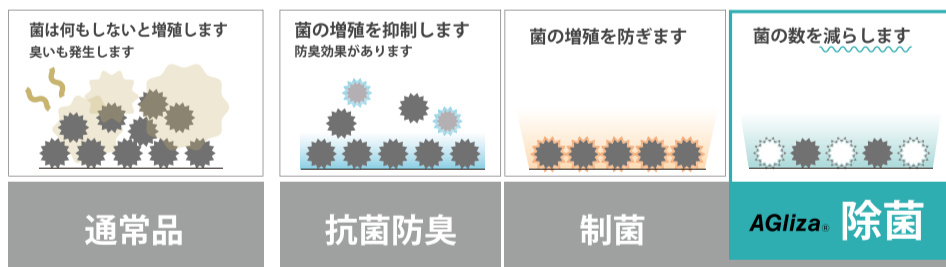 菌は何もしないと増殖します
臭いも発生します
通常品
菌の増殖を抑制します
防臭効果があります
抗菌防臭
菌の増殖を防ぎます
制菌
菌の数を減らします
AGliza® 除菌